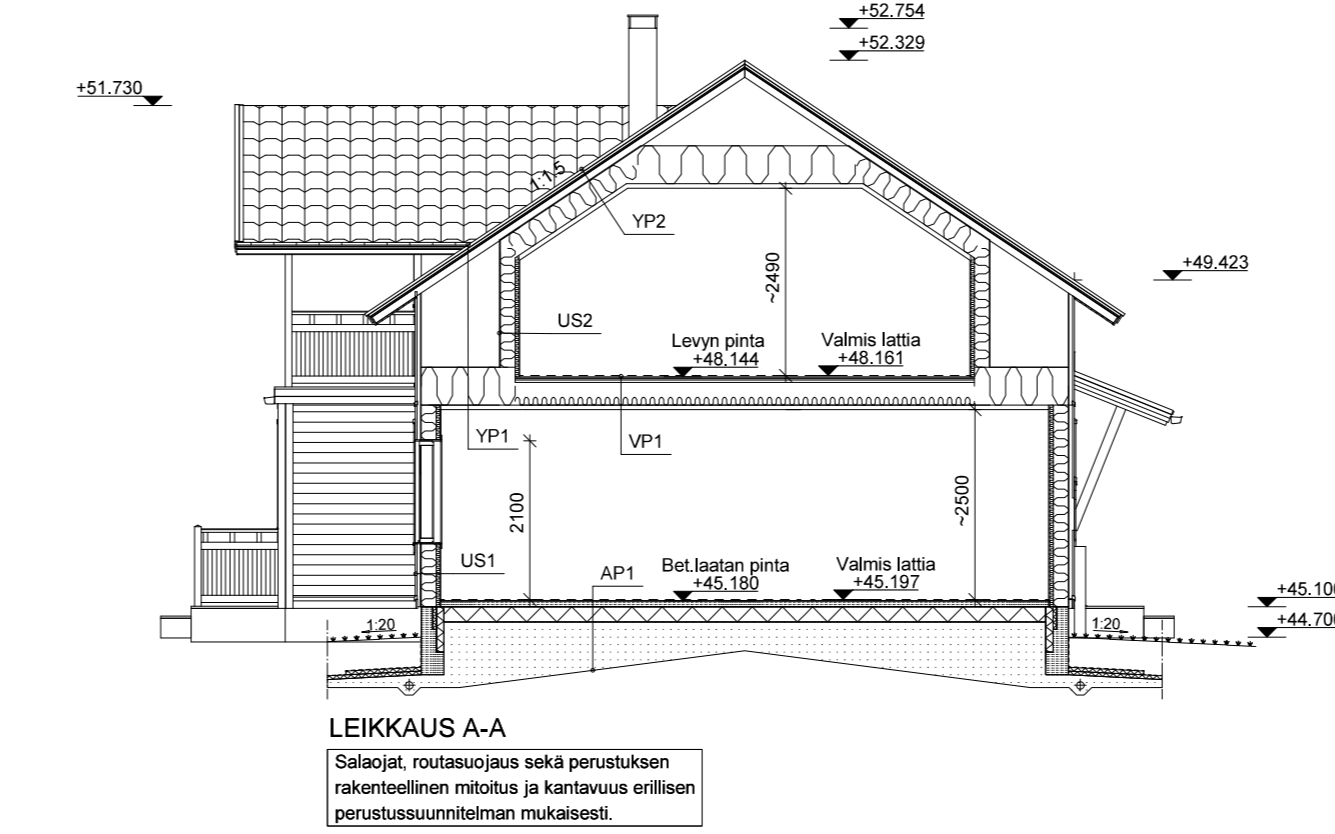 +52.754
+52.329
+51.730
1:1.5
YP2
+49.423
~2490
US2
Levyn pinta
+48.144
Valmis lattia
+48.161
YP1
VP1
2100
~2500
US1
AP1
Bet.laatan pinta
+45.180
Valmis lattia
+45.197
+45.100
+44.700
1:20
1:20
LEIKKAUS A-A
Salaojat, routasuojaus sekä perustuksen
rakenteellinen mitoitus ja kantavuus erillisen
perustussuunnitelman mukaisesti.